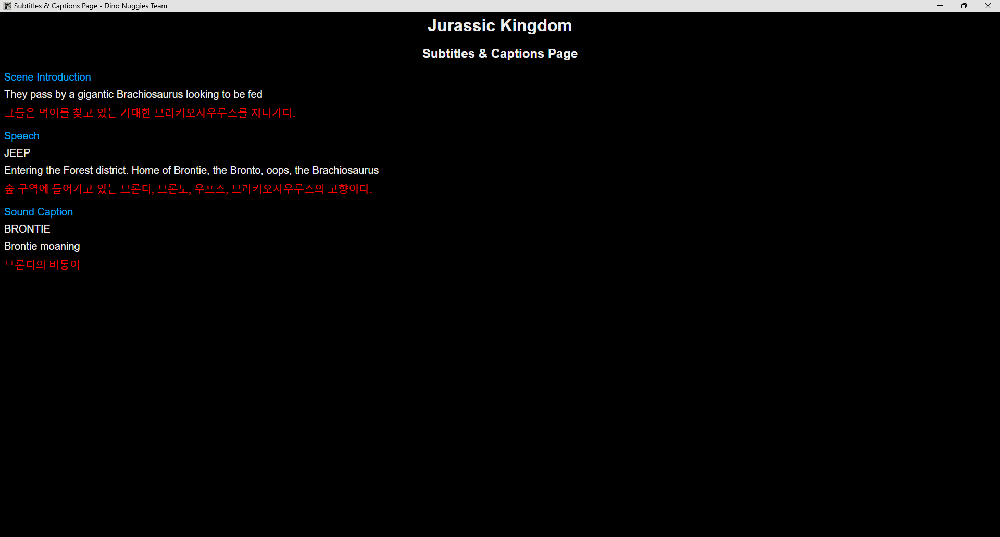 Subtitles & Captions Page - Dino Nuggies Team
Jurassic Kingdom
Subtitles & Captions Page
Scene Introduction
They pass by a gigantic Brachiosaurus looking to be fed
그들은 먹이를 찾고 있는 거대한 브라키오사우루스를 지나가다.
Speech
JEEP
Entering the Forest district. Home of Brontie, the Bronto, oops, the Brachiosaurus
숲 구역에 들어가고 있는 브론티, 브론토, 우프스, 브라키오사우루스의 고향이다.
Sound Caption
BRONTIE
Brontie moaning
브론티의 비통이